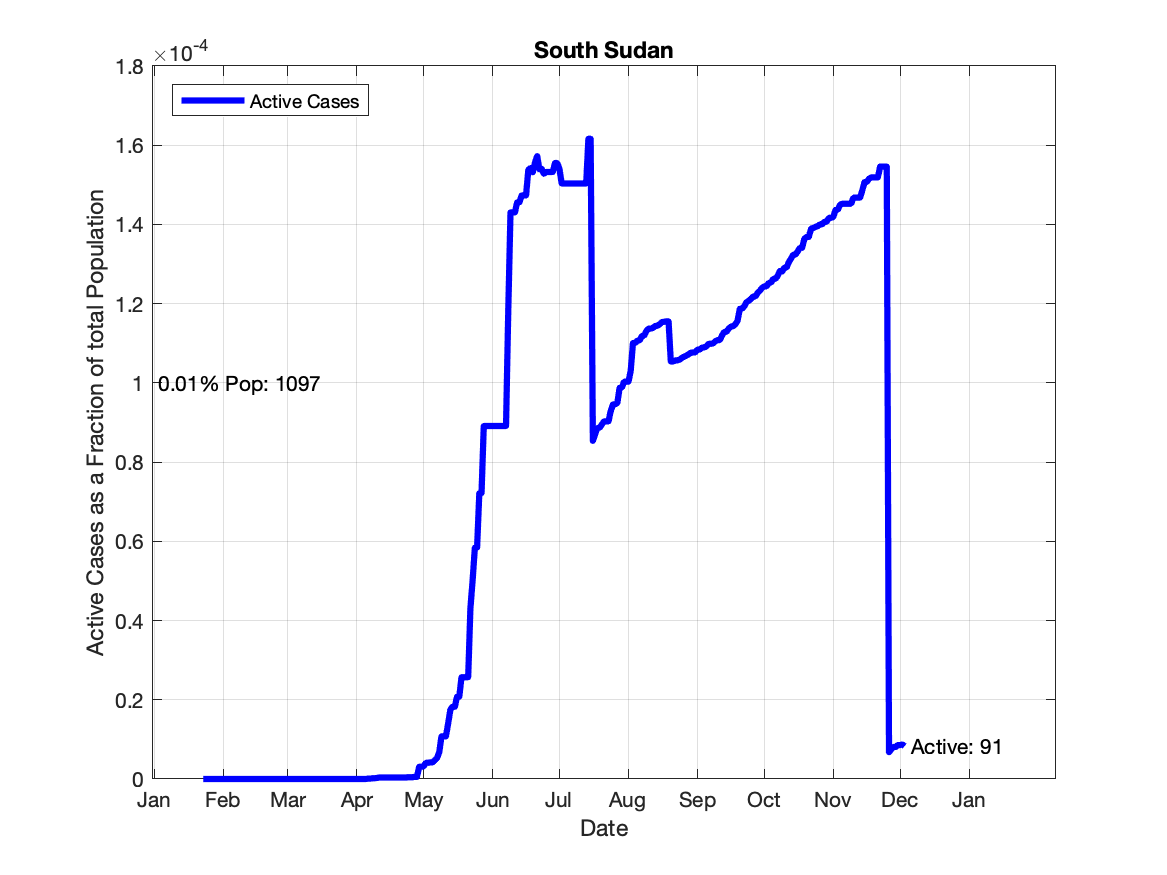 South Sudan
×10-4
Active Cases
1.8
1.6
1.4
1.2
1
0.8
0.6
0.4
0.2
0
0.01% Pop: 1097
Active: 91
Active Cases as a Fraction of total Population
Jan Feb Mar Apr May Jun Jul Aug Sep Oct Nov Dec Jan
Date